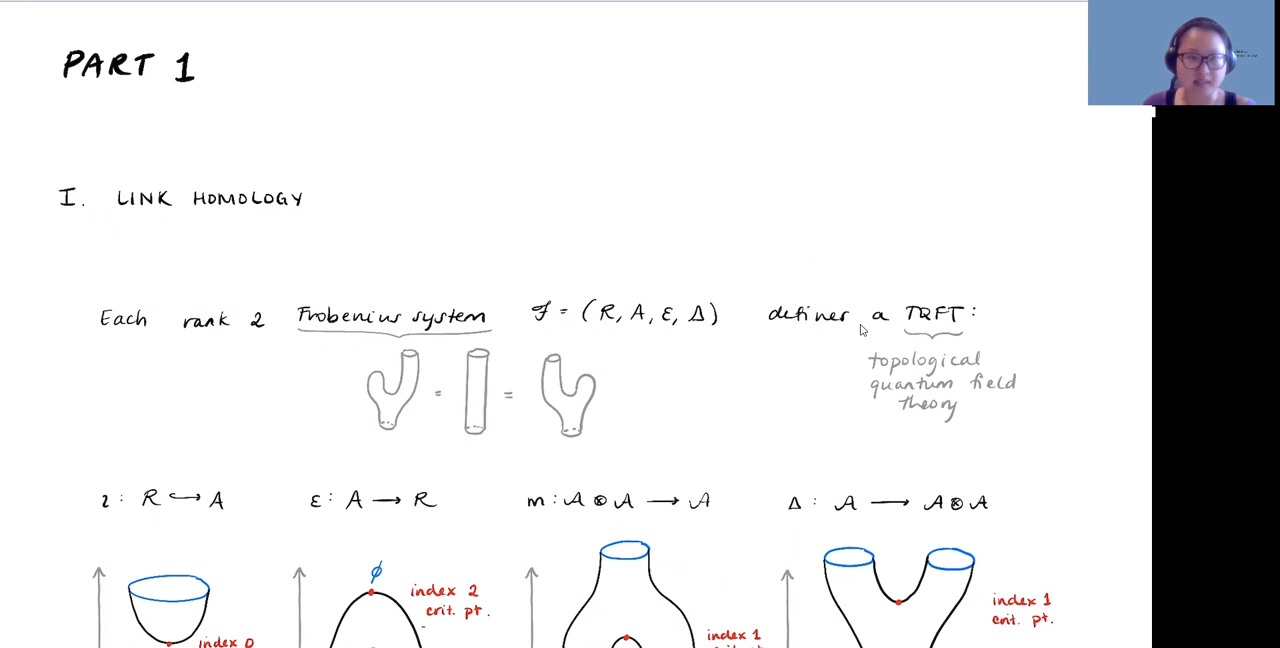 PART 1
I. LINK HOMOLOGY
Each rank 2 Frobenius system ℱ = (R, A, ε, Δ) defines a TQFT:
topological
quantum field
theory
= =
ι : R ↪ A ε : A ⟶ R m : A ⊗ A ⟶ A Δ : A ⟶ A ⊗ A
φ
index 2
crit. pt.
index 1
crit. pt.
index 1
index 0